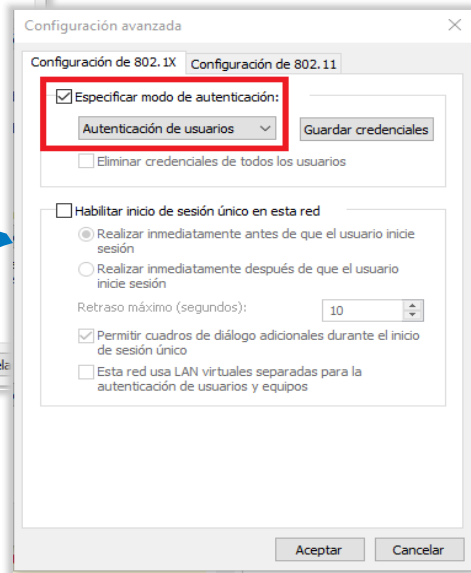 Configuración avanzada
Configuración de 802.1X
Configuración de 802.11
Especificar modo de autenticación:
Autenticación de usuarios
Guardar credenciales
Eliminar credenciales de todos los usuarios
Habilitar inicio de sesión único en esta red
Realizar inmediatamente antes de que el usuario inicie
sesión
Realizar inmediatamente después de que el usuario
inicie sesión
Retraso máximo (segundos):
10
Permitir cuadros de diálogo adicionales durante el inicio
de sesión único
Esta red usa LAN virtuales separadas para la
autenticación de usuarios y equipos
Aceptar
Cancelar